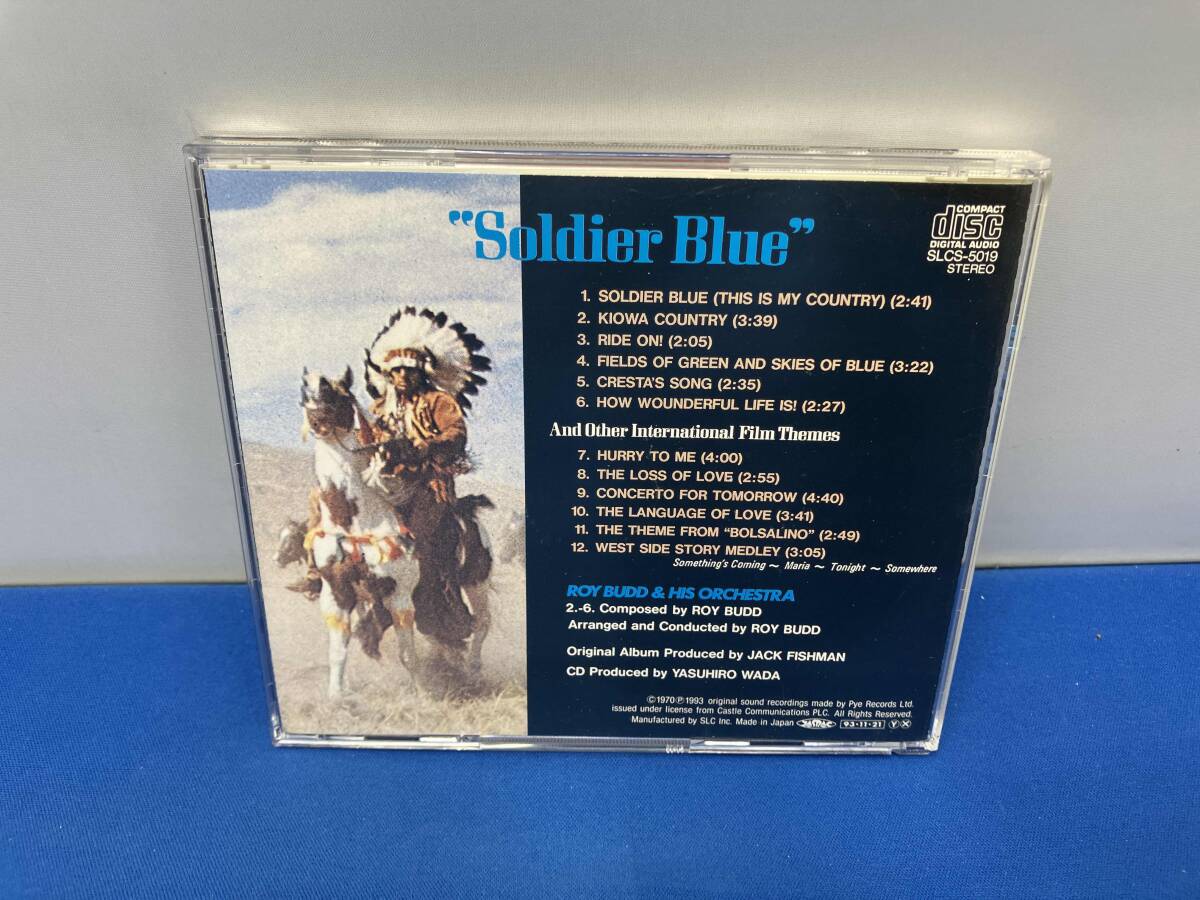 "Soldier Blue"
COMPACT
disc
DIGITAL AUDIO
SLCS-5019
STEREO
1. SOLDIER BLUE (THIS IS MY COUNTRY) (2:41)
2. KIOWA COUNTRY (3:39)
3. RIDE ON! (2:05)
4. FIELDS OF GREEN AND SKIES OF BLUE (3:22)
5. CRESTA'S SONG (2:35)
6. HOW WOUNDERFUL LIFE IS! (2:27)
And Other International Film Themes
7. HURRY TO ME (4:00)
8. THE LOSS OF LOVE (2:55)
9. CONCERTO FOR TOMORROW (4:40)
10. THE LANGUAGE OF LOVE (3:41)
11. THE THEME FROM "BOLSALINO" (2:49)
12. WEST SIDE STORY MEDLEY (3:05)
Something's Coming ~ Maria ~ Tonight ~ Somewhere
ROY BUDD & HIS ORCHESTRA
2.-6. Composed by ROY BUDD
Arranged and Conducted by ROY BUDD
Original Album Produced by JACK FISHMAN
CD Produced by YASUHIRO WADA
©1970 ℗1993 original sound recordings made by Pye Records Ltd.
issued under license from Castle Communications PLC. All Rights Reserved.
Manufactured by SLC Inc. Made in Japan JASRAC 93·11·21 Y X